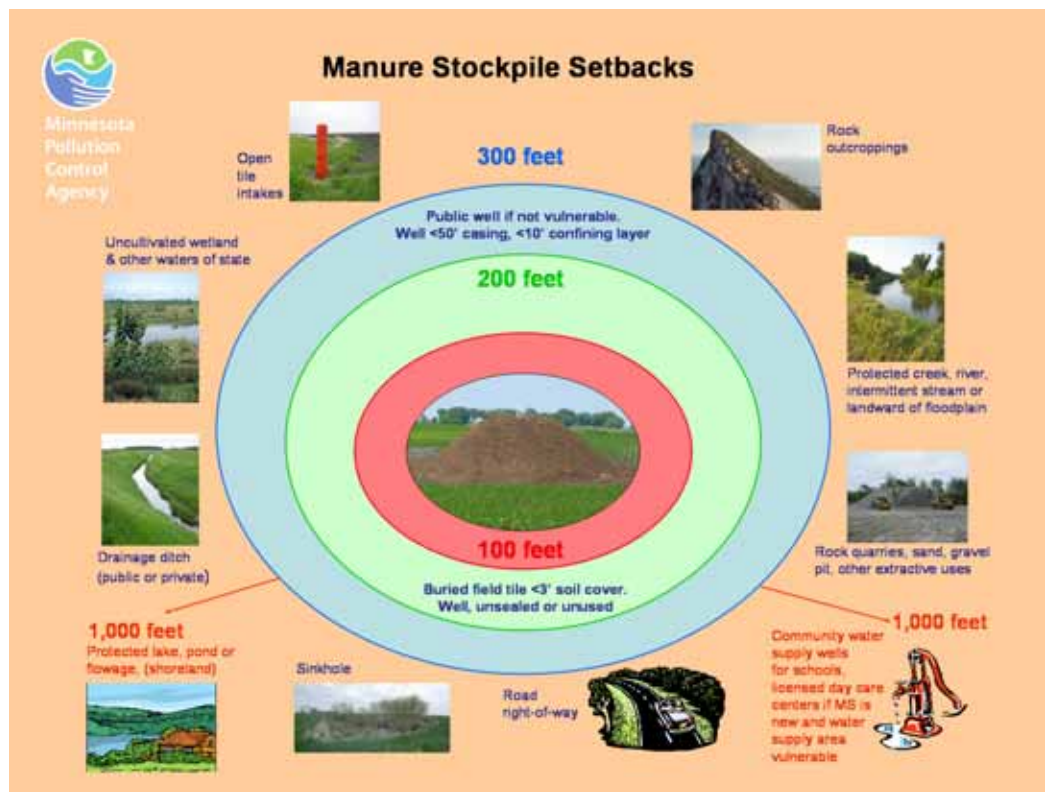 Manure Stockpile Setbacks
Minnesota
Pollution
Control
Agency
Open
tile
intakes
300 feet
Rock
outcroppings
Public well if not vulnerable.
Well <50' casing, <10' confining layer
Uncultivated wetland
& other waters of state
200 feet
Protected creek, river,
intermittent stream or
landward of floodplain
100 feet
Drainage ditch
(public or private)
Rock quarries, sand, gravel
pit, other extractive uses
Buried field tile <3' soil cover.
Well, unsealed or unused
1,000 feet
Protected lake, pond or
flowage, (shoreland)
1,000 feet
Community water
supply wells
for schools,
licensed day care
centers if MS is
new and water
supply area
vulnerable
Sinkhole
Road
right-of-way